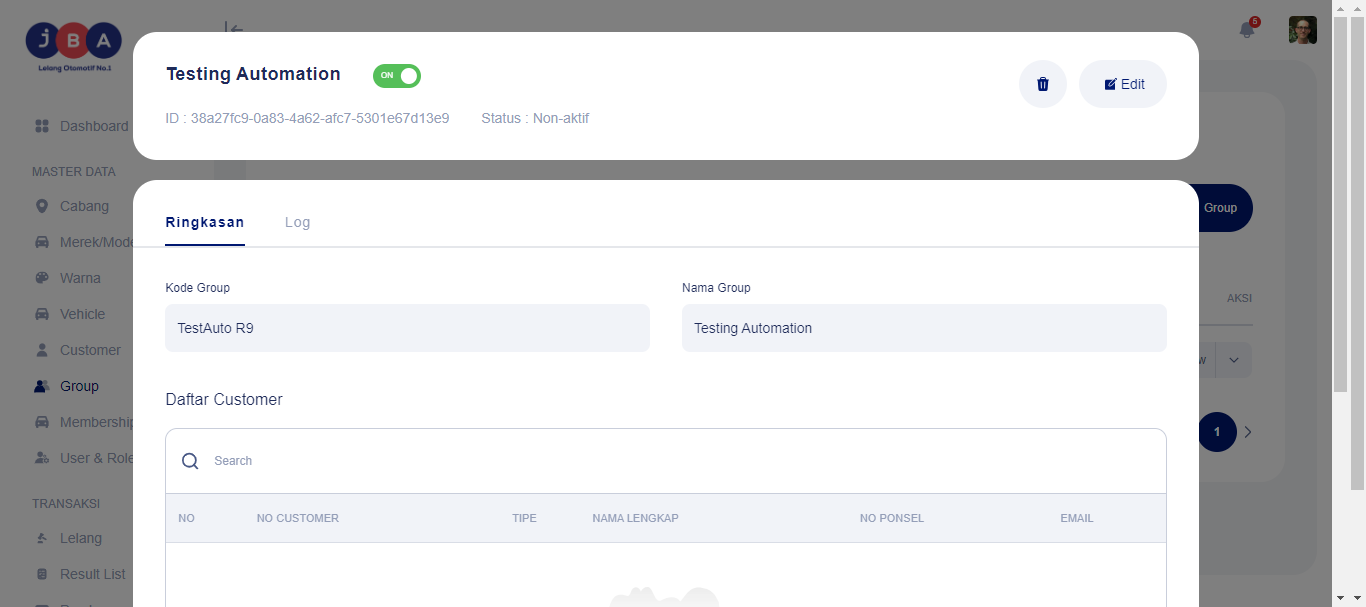 JBA
Lelang Otomotif No.1
5
Testing Automation
ON
Edit
ID : 38a27fc9-0a83-4a62-afc7-5301e67d13e9
Status : Non-aktif
Dashboard
MASTER DATA
Cabang
Merek/Mode
Warna
Vehicle
Customer
Group
Membership
User & Role
TRANSAKSI
Lelang
Result List
Ringkasan
Log
Group
Kode Group
Nama Group
TestAuto R9
Testing Automation
AKSI
w
1
Daftar Customer
Search
NO
NO CUSTOMER
TIPE
NAMA LENGKAP
NO PONSEL
EMAIL